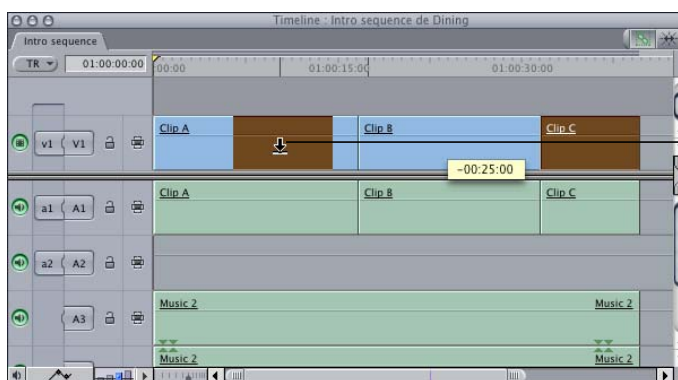 Timeline : Intro sequence de Dining
Intro sequence
TR 01:00:00:00 00:00 01:00:15:00 01:00:30:00
Clip A Clip B Clip C
v1 V1
-00:25:00
Clip A Clip B Clip C
a1 A1
a2 A2
Music 2 Music 2
A3
Music 2 Music 2